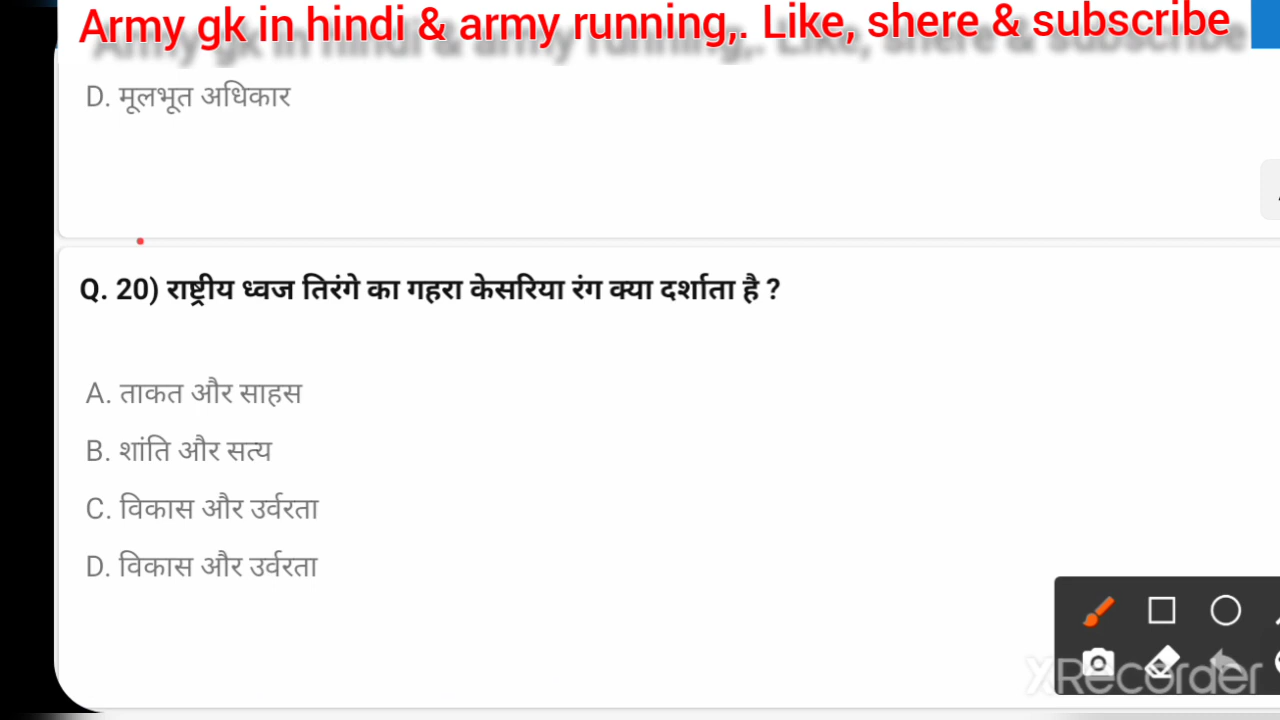 Army gk in hindi & army running,. Like, shere & subscribe
D. मूलभूत अधिकार
Q. 20) राष्ट्रीय ध्वज तिरंगे का गहरा केसरिया रंग क्या दर्शाता है ?
A. ताकत और साहस
B. शांति और सत्य
C. विकास और उर्वरता
D. विकास और उर्वरता
XRecorder